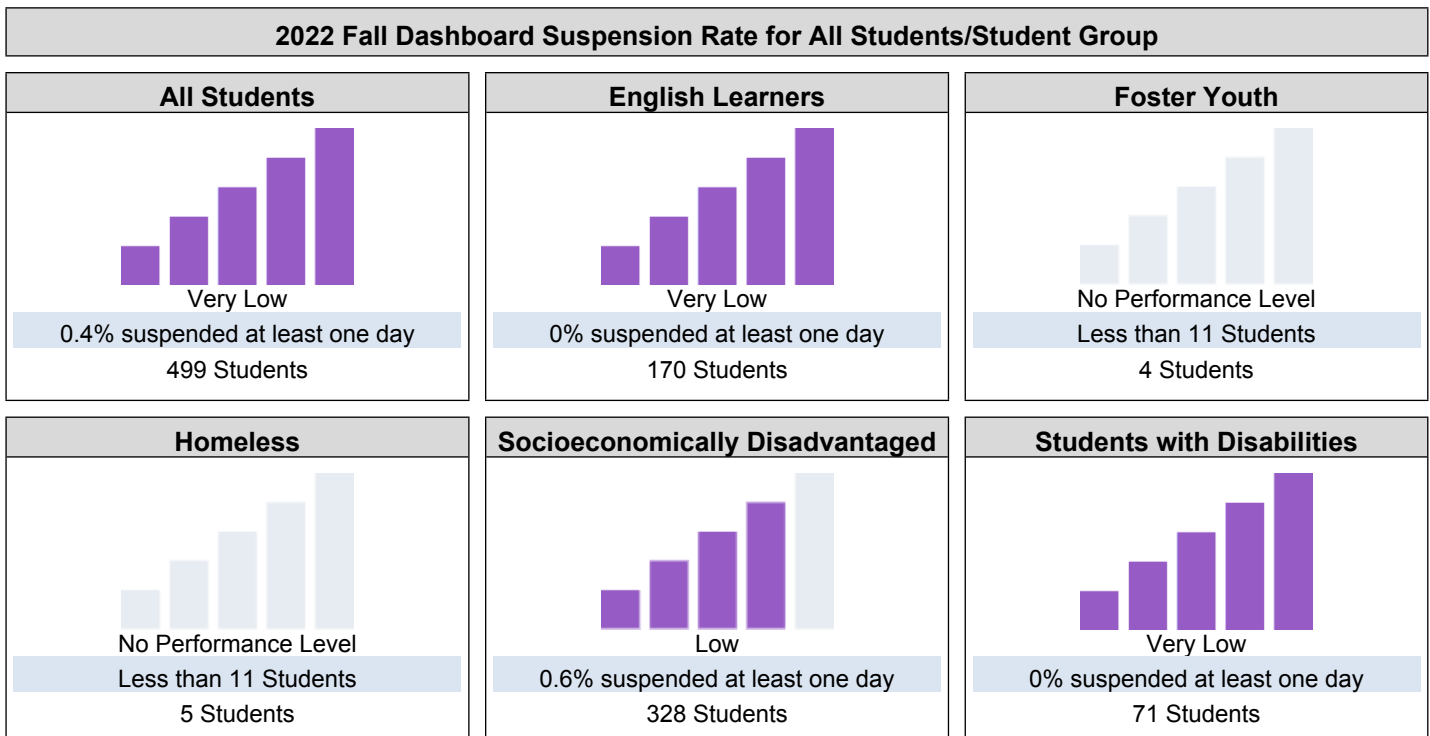 2022 Fall Dashboard Suspension Rate for All Students/Student Group
All Students
Very Low
0.4% suspended at least one day
499 Students
English Learners
Very Low
0% suspended at least one day
170 Students
Foster Youth
No Performance Level
Less than 11 Students
4 Students
Homeless
No Performance Level
Less than 11 Students
5 Students
Socioeconomically Disadvantaged
Low
0.6% suspended at least one day
328 Students
Students with Disabilities
Very Low
0% suspended at least one day
71 Students